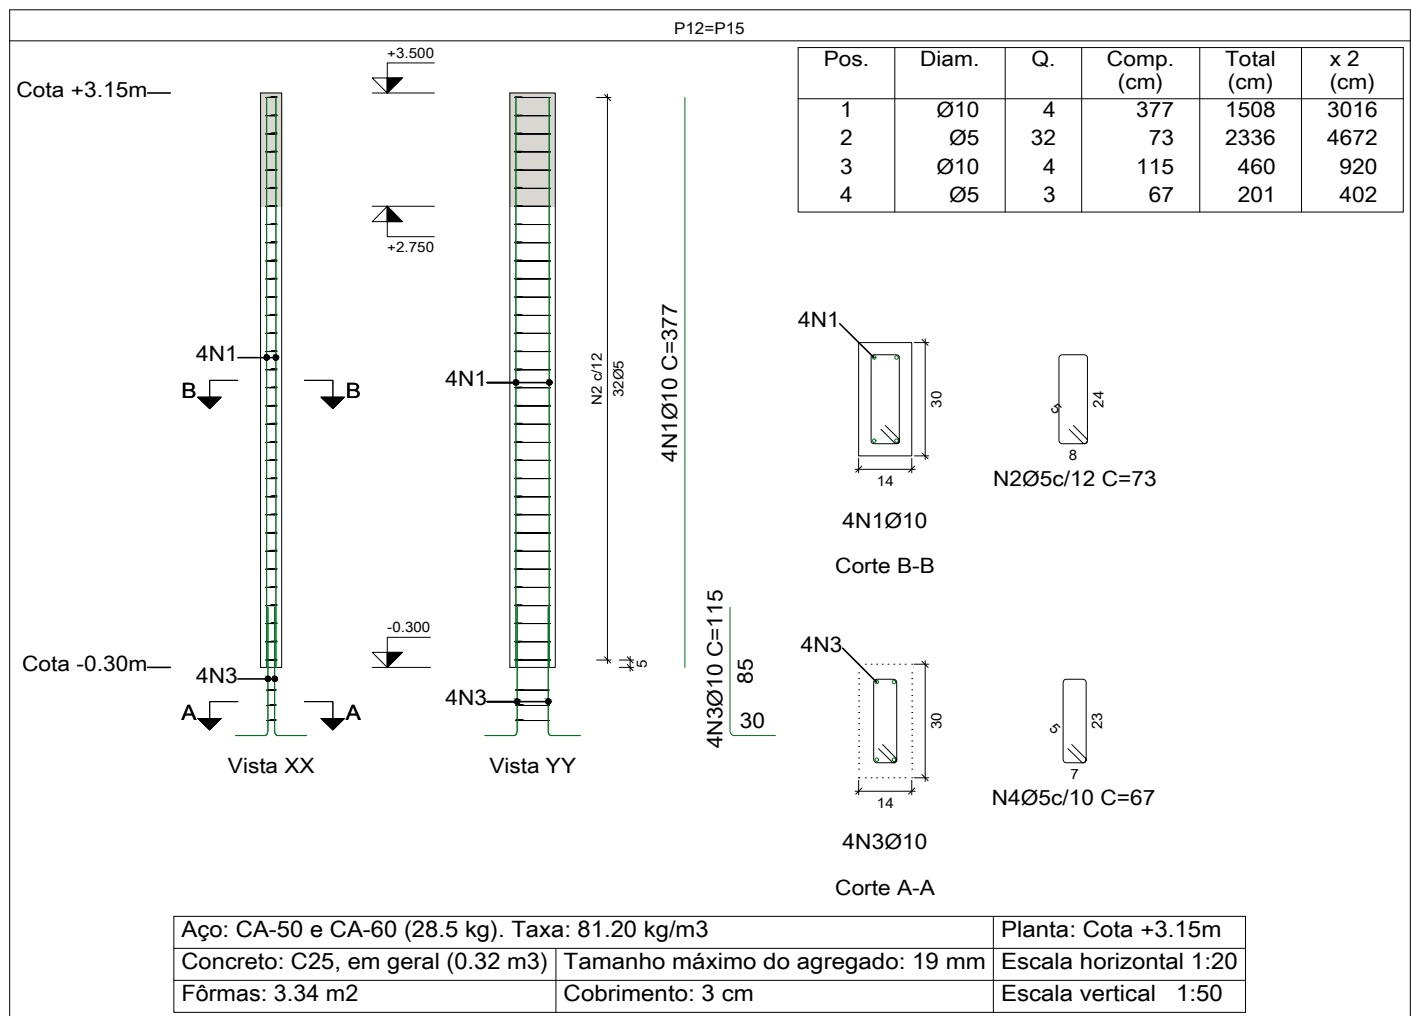 P12=P15
Pos. Diam. Q. Comp. (cm) Total (cm) x 2 (cm)
1 Ø10 4 377 1508 3016
2 Ø5 32 73 2336 4672
3 Ø10 4 115 460 920
4 Ø5 3 67 201 402
Cota +3.15m
+3.500
+2.750
4N1
B
B
4N1
N2 c/12
32Ø5
4N1Ø10 C=377
Cota -0.30m
-0.300
5
4N3
A
A
4N3
4N3Ø10 C=115
85
30
Vista XX
Vista YY
4N1
30
14
4N1Ø10
Corte B-B
5
24
8
N2Ø5c/12 C=73
4N3
30
14
4N3Ø10
Corte A-A
5
23
7
N4Ø5c/10 C=67
Aço: CA-50 e CA-60 (28.5 kg). Taxa: 81.20 kg/m3
Planta: Cota +3.15m
Concreto: C25, em geral (0.32 m3)
Tamanho máximo do agregado: 19 mm
Escala horizontal 1:20
Fôrmas: 3.34 m2
Cobrimento: 3 cm
Escala vertical 1:50